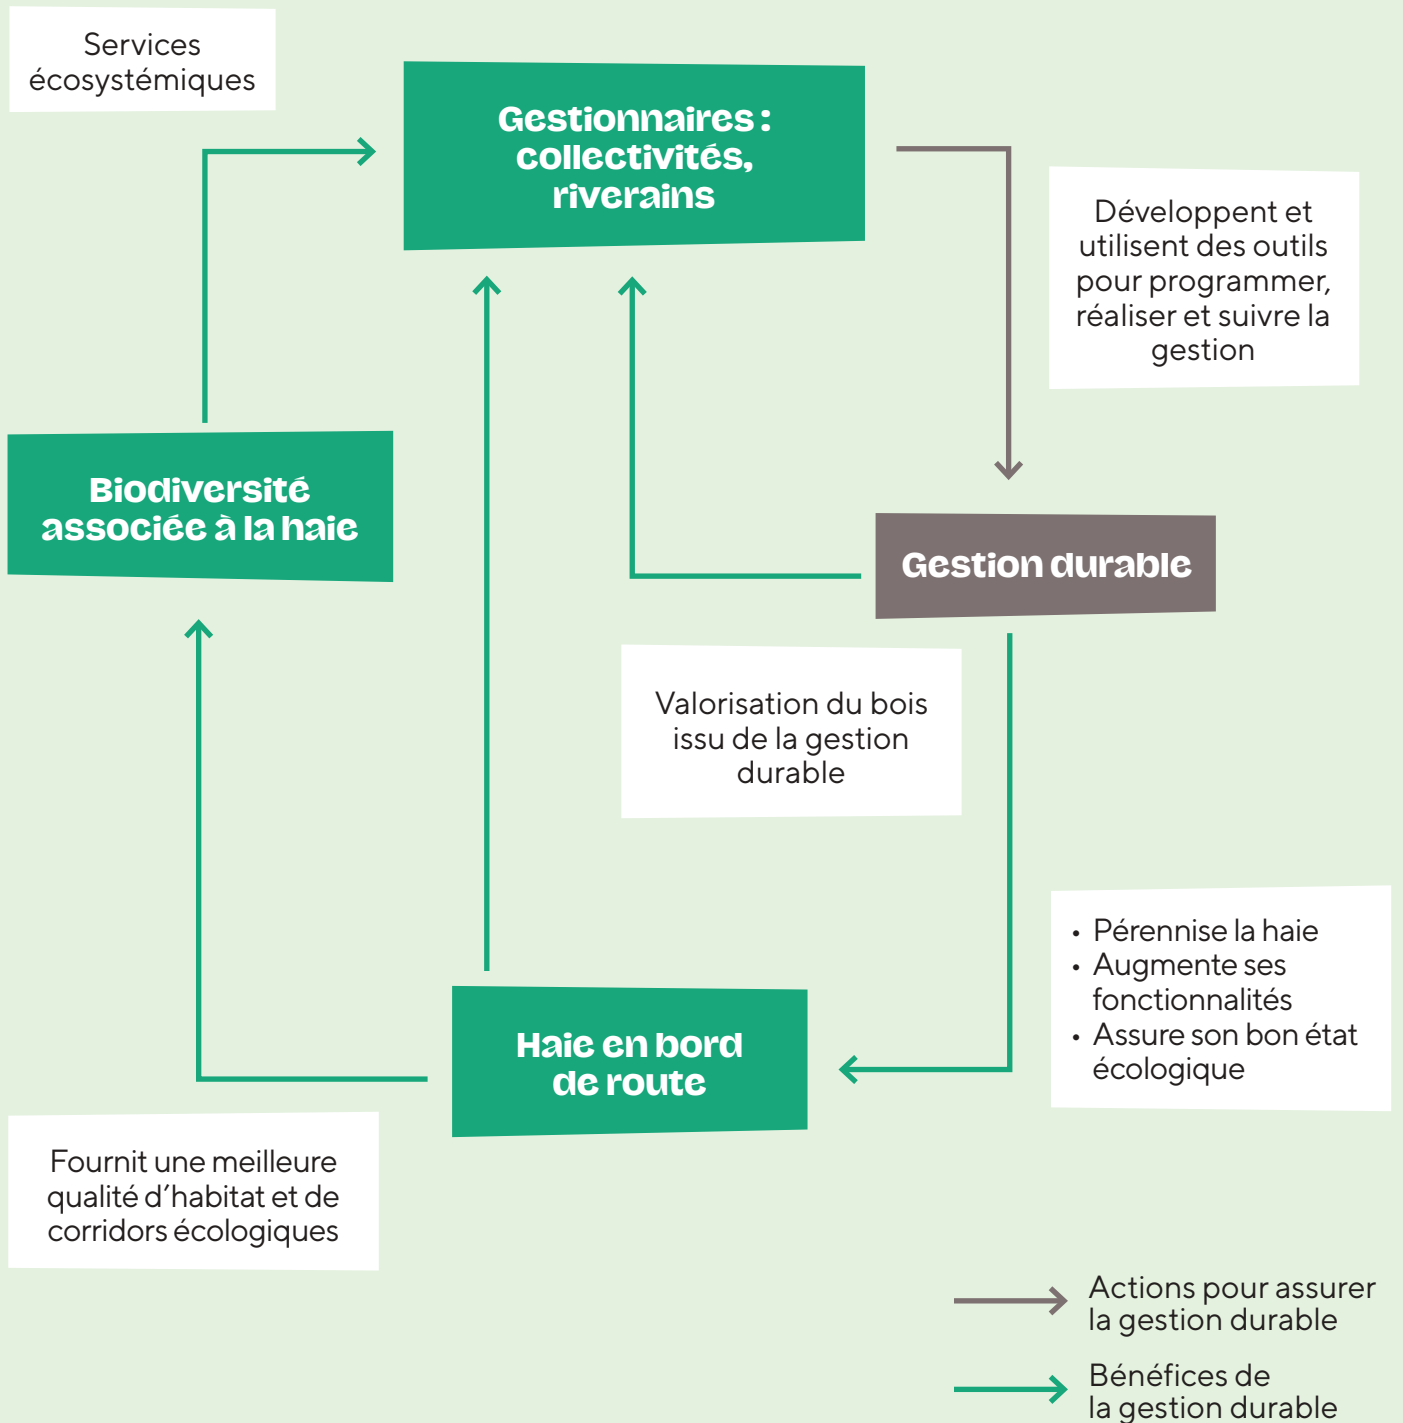 Services
écosystémiques
Gestionnaires :
collectivités,
riverains
Développent et
utilisent des outils
pour programmer,
réaliser et suivre la
gestion
Biodiversité
associée à la haie
Gestion durable
Valorisation du bois
issu de la gestion
durable
• Pérennise la haie
• Augmente ses
fonctionnalités
• Assure son bon état
écologique
Haie en bord
de route
Fournit une meilleure
qualité d’habitat et de
corridors écologiques
Actions pour assurer
la gestion durable
Bénéfices de
la gestion durable